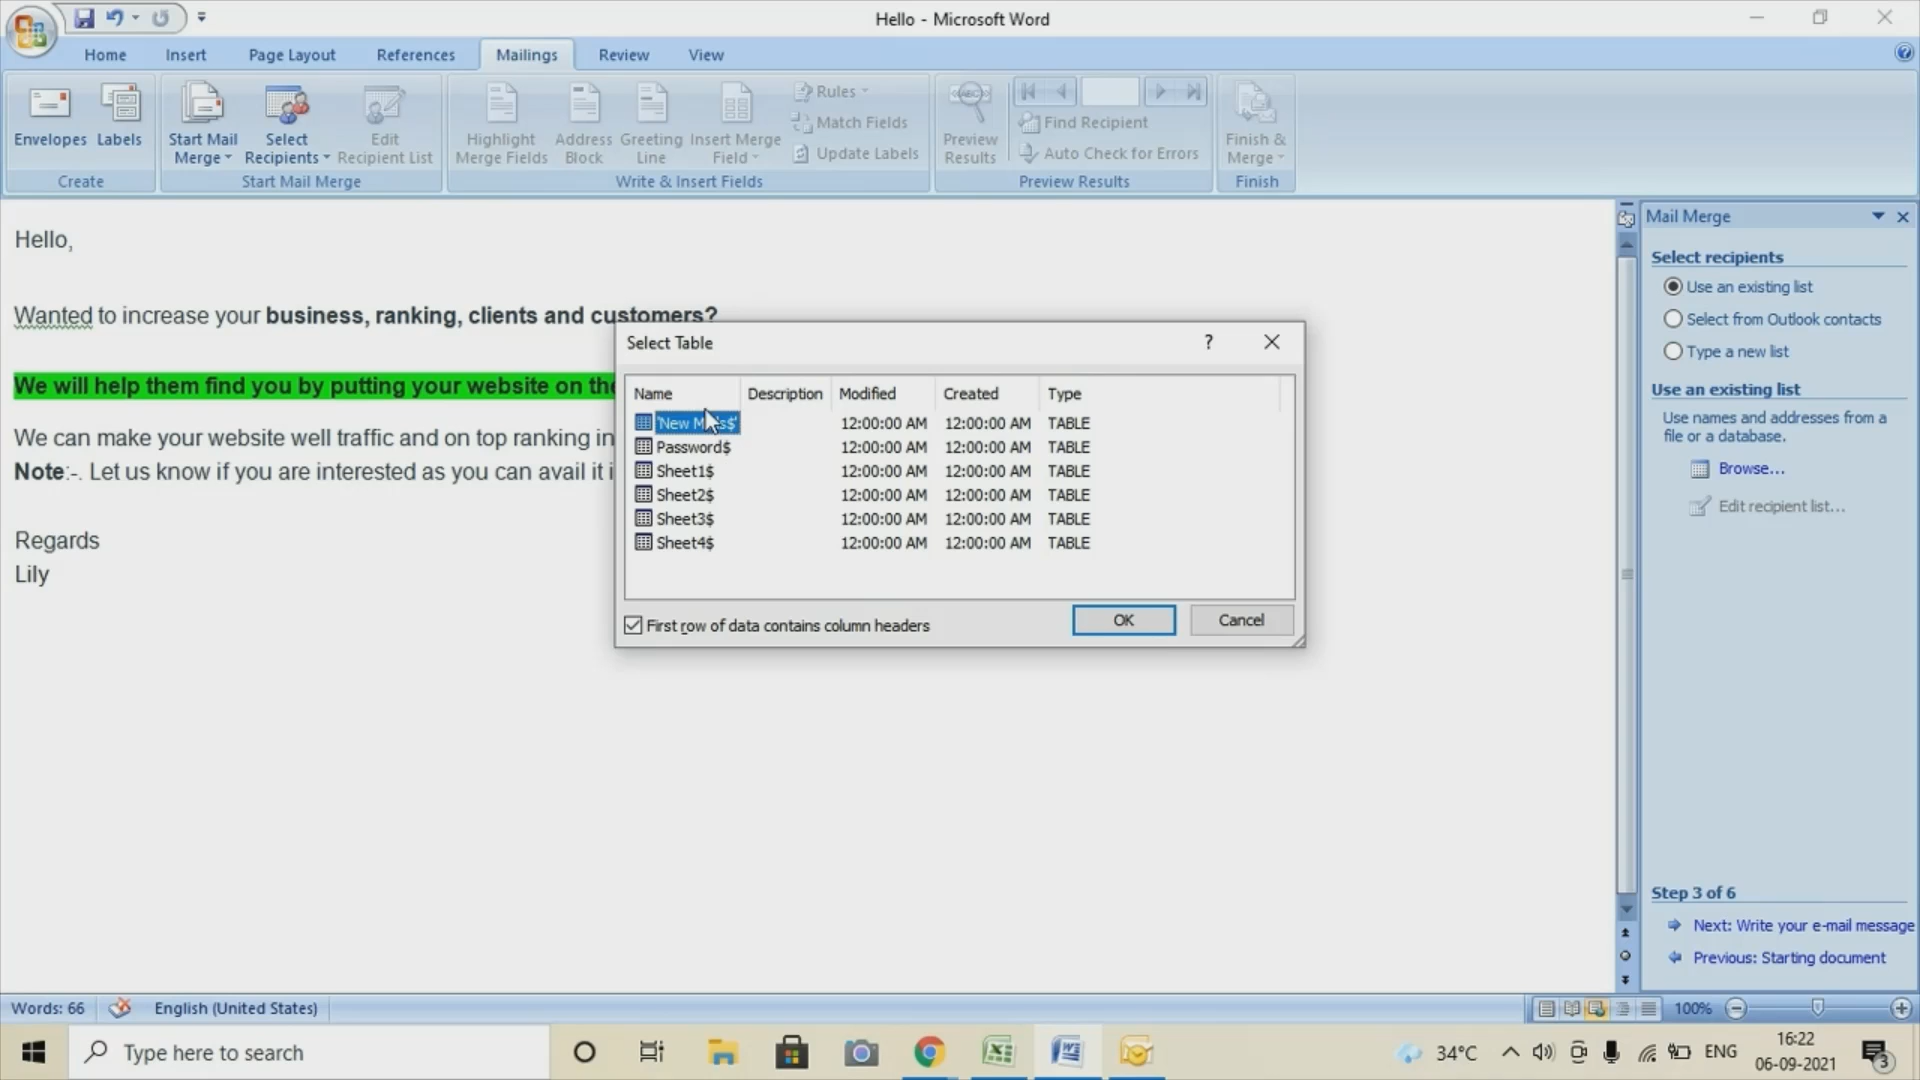 Hello - Microsoft Word
Home Insert Page Layout References Mailings Review View
Envelopes Labels
Create
Start Mail Merge
Select Recipients
Edit Recipient List
Start Mail Merge
Highlight Merge Fields
Address Block
Greeting Line
Insert Merge Field
Rules
Match Fields
Update Labels
Write & Insert Fields
Preview Results
Find Recipient
Auto Check for Errors
Preview Results
Finish & Merge
Finish
Hello,
Wanted to increase your business, ranking, clients and customers?
We will help them find you by putting your website on the
We can make your website well traffic and on top ranking in
Note:-. Let us know if you are interested as you can avail it i
Regards
Lily
Select Table
?
Name Description Modified Created Type
'New 12:00:00 AM 12:00:00 AM TABLE
Password$ 12:00:00 AM 12:00:00 AM TABLE
Sheet1$ 12:00:00 AM 12:00:00 AM TABLE
Sheet2$ 12:00:00 AM 12:00:00 AM TABLE
Sheet3$ 12:00:00 AM 12:00:00 AM TABLE
Sheet4$ 12:00:00 AM 12:00:00 AM TABLE
First row of data contains column headers
OK Cancel
Mail Merge
Select recipients
Use an existing list
Select from Outlook contacts
Type a new list
Use an existing list
Use names and addresses from a
file or a database.
Browse...
Edit recipient list...
Step 3 of 6
Next: Write your e-mail message
Previous: Starting document
Words: 66 English (United States) 100%
Type here to search
34°C ENG
16:22
06-09-2021
3